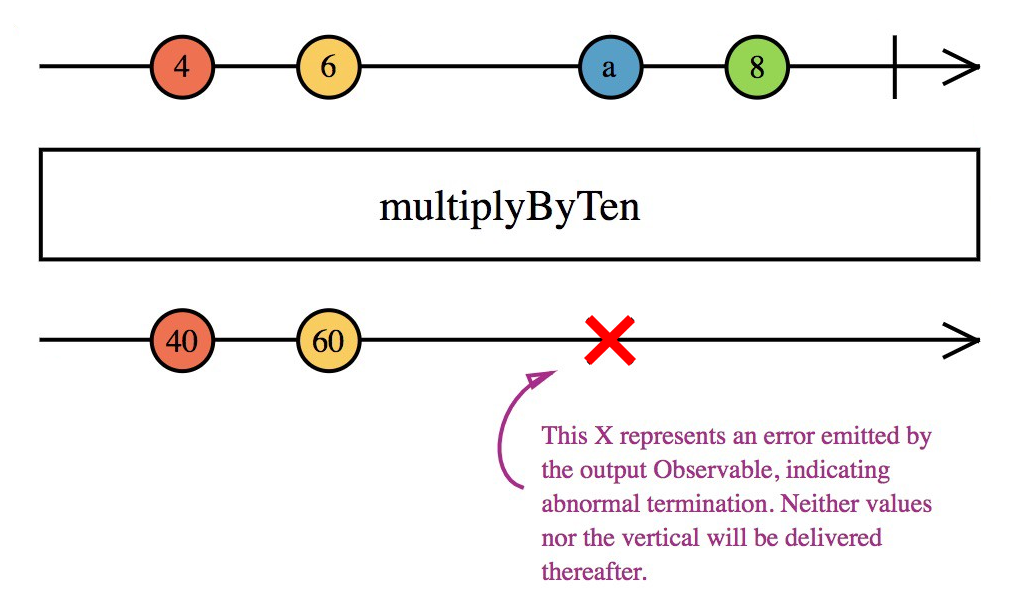 4 6 a 8
multiplyByTen
40 60
This X represents an error emitted by
the output Observable, indicating
abnormal termination. Neither values
nor the vertical will be delivered
thereafter.